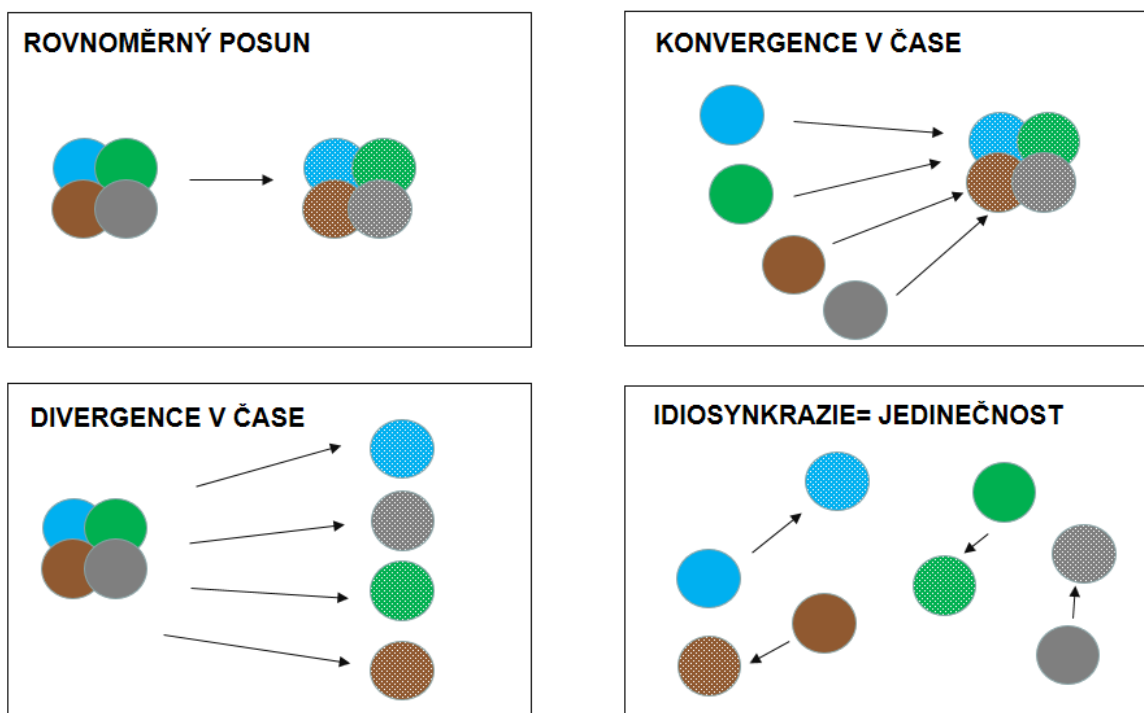 ROVNOMĚRNÝ POSUN
KONVERGENCE V ČASE
DIVERGENCE V ČASE
IDIOSYNKRAZIE= JEDINEČNOST